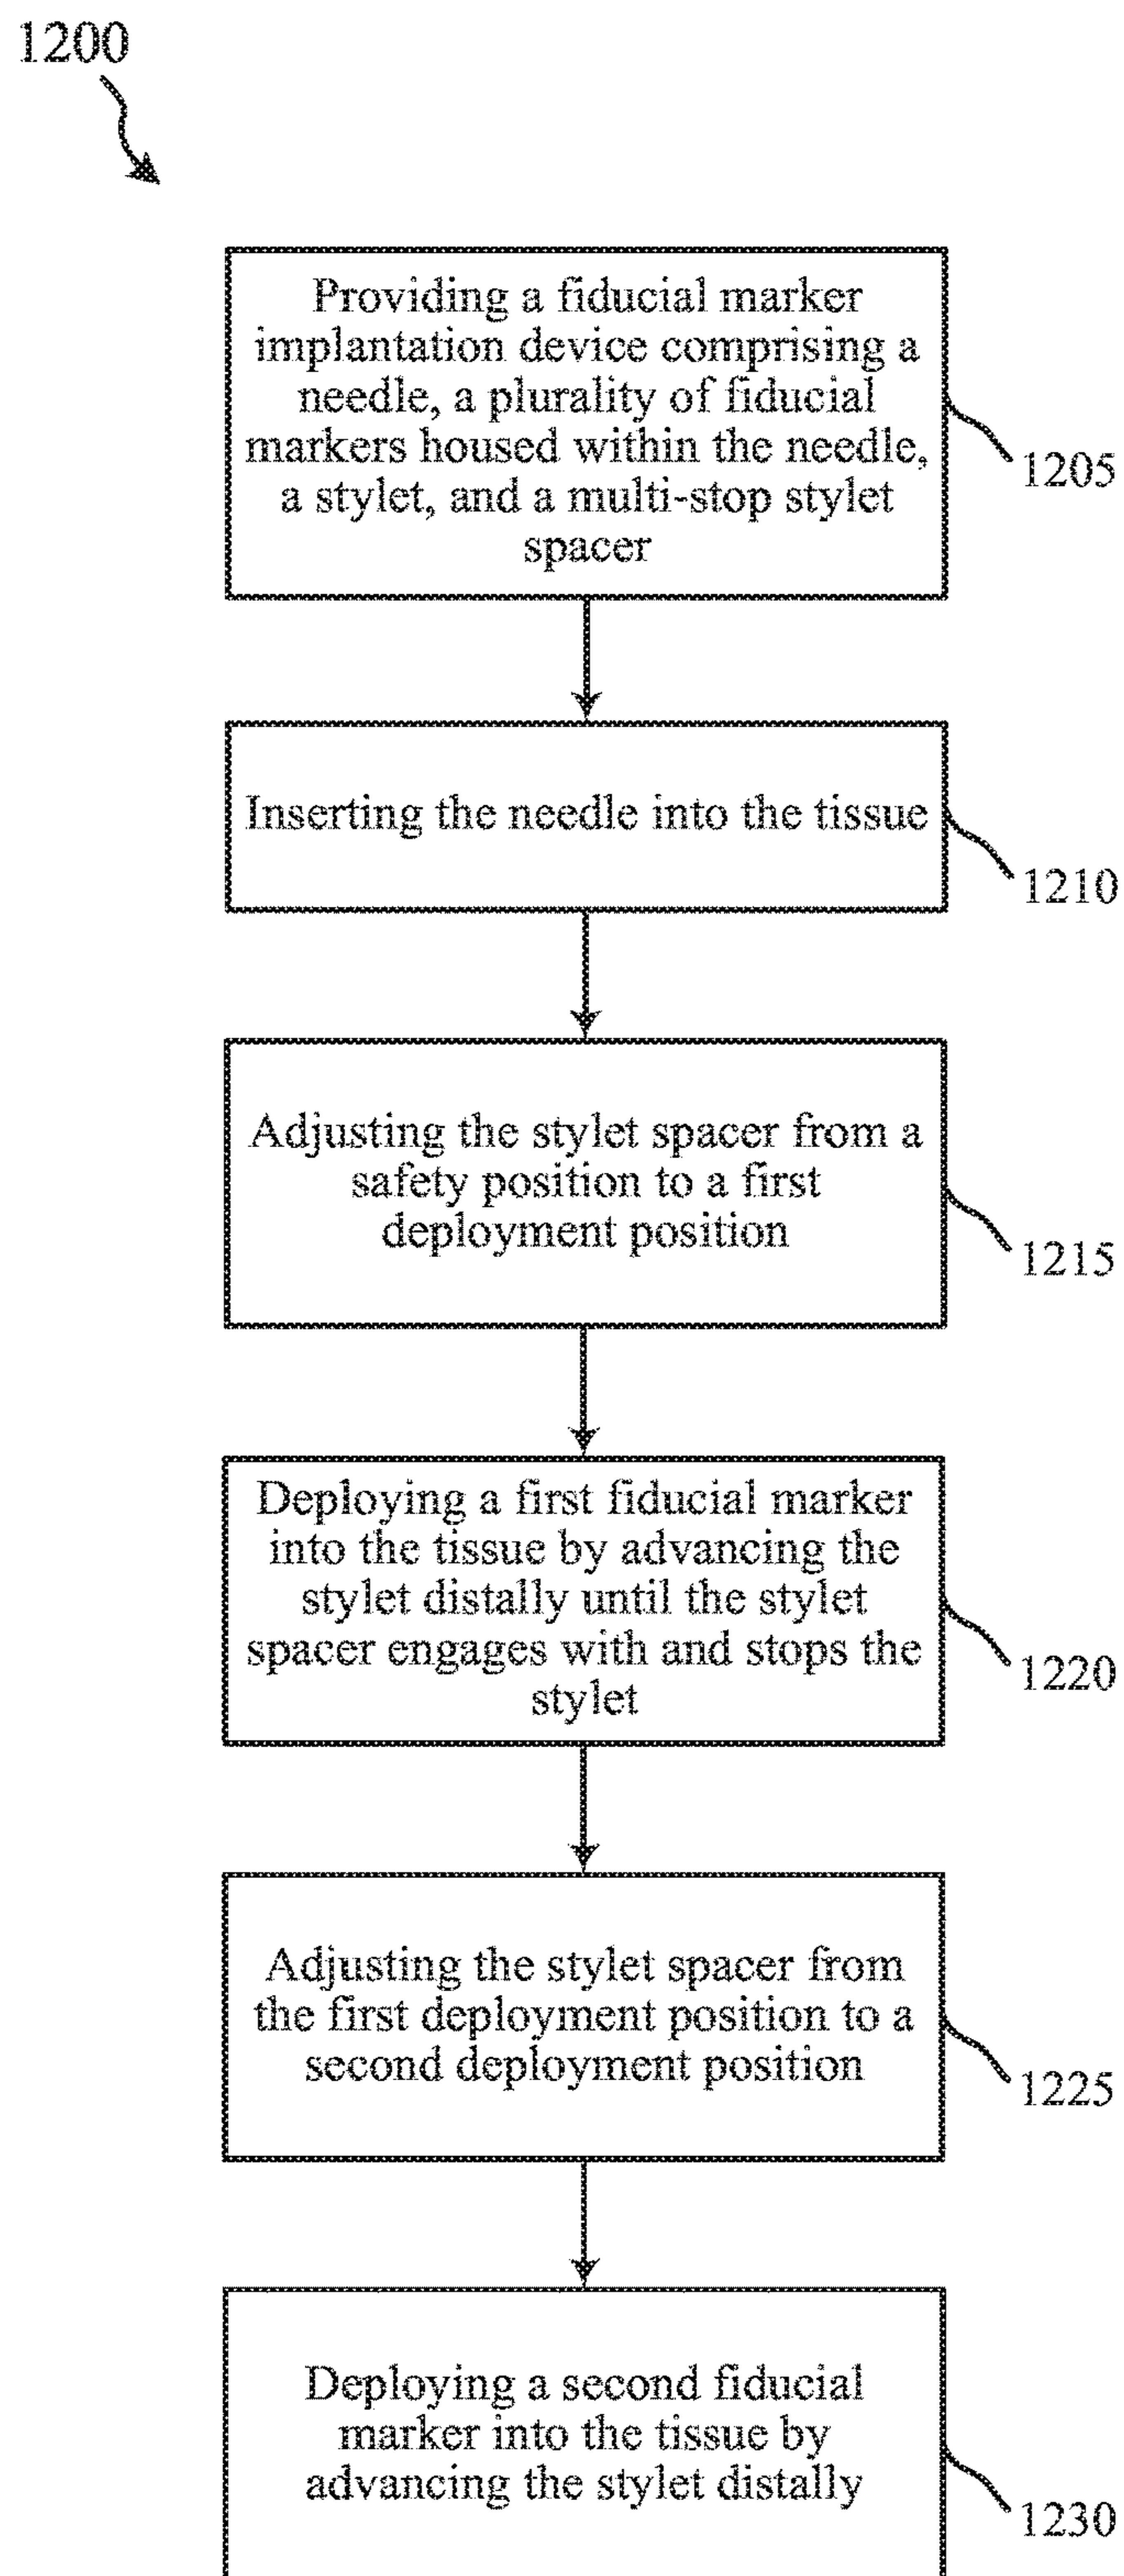 1200
Providing a fiducial marker
implantation device comprising a
needle, a plurality of fiducial
markers housed within the needle,
a stylet, and a multi-stop stylet
spacer
1205
Inserting the needle into the tissue
1210
Adjusting the stylet spacer from a
safety position to a first
deployment position
1215
Deploying a first fiducial marker
into the tissue by advancing the
stylet distally until the stylet
spacer engages with and stops the
stylet
1220
Adjusting the stylet spacer from
the first deployment position to a
second deployment position
1225
Deploying a second fiducial
marker into the tissue by
advancing the stylet distally
1230